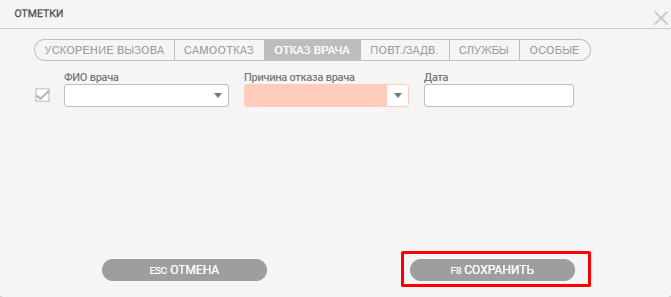 ОТМЕТКИ
УСКОРЕНИЕ ВЫЗОВА САМООТКАЗ ОТКАЗ ВРАЧА ПОВТ./ЗАДВ. СЛУЖБЫ ОСОБЫЕ
ФИО врача Причина отказа врача Дата
ESC ОТМЕНА F8 СОХРАНИТЬ